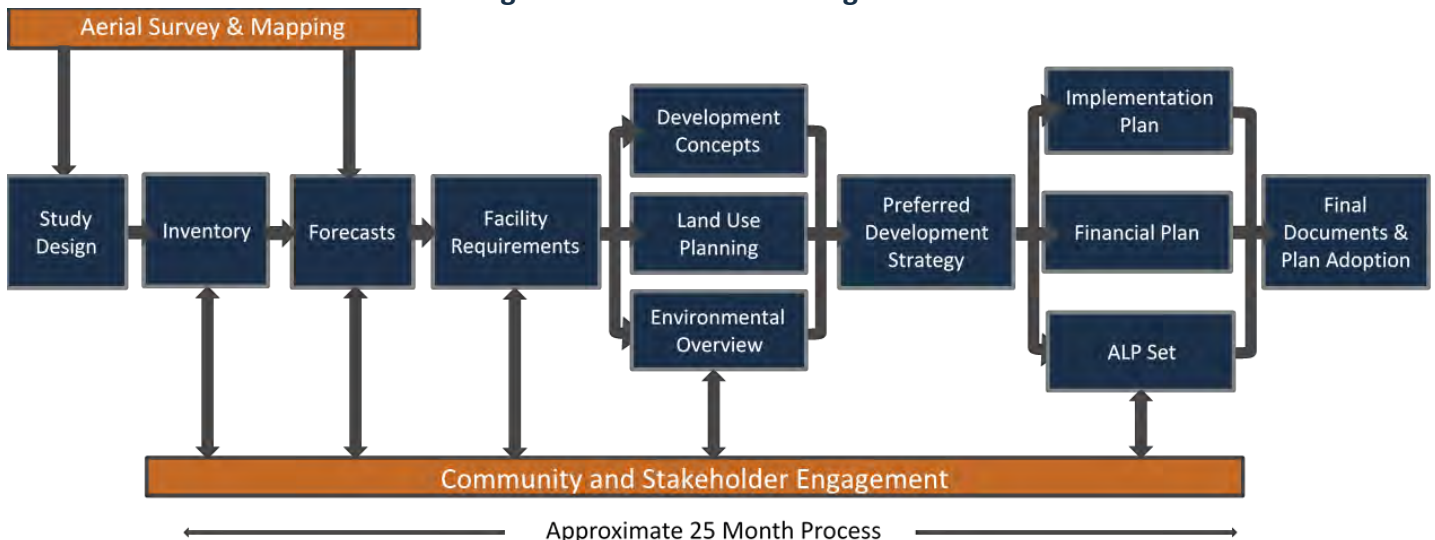 Aerial Survey & Mapping
Study
Design
Inventory
Forecasts
Facility
Requirements
Development
Concepts
Land Use
Planning
Environmental
Overview
Preferred
Development
Strategy
Implementation
Plan
Financial Plan
ALP Set
Final
Documents &
Plan Adoption
Community and Stakeholder Engagement
Approximate 25 Month Process